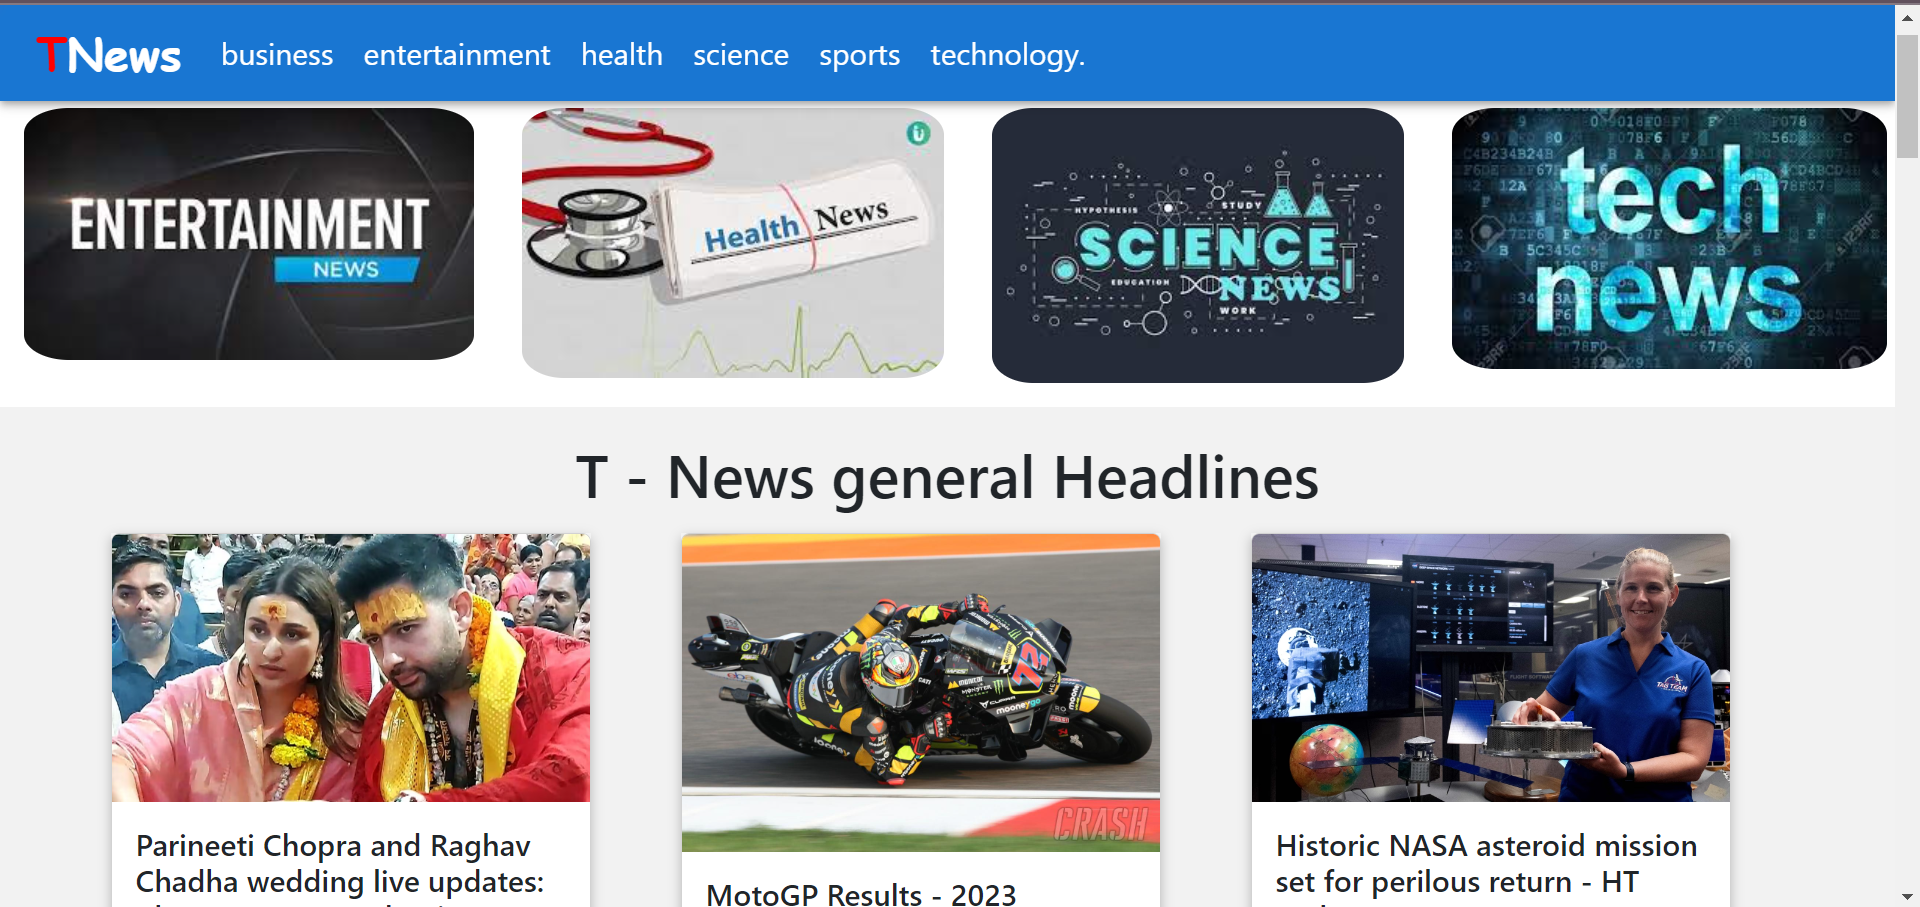 TNews business entertainment health science sports technology.
ENTERTAINMENT
NEWS
Health News
HYPOTHESIS
STUDY
SCIENCE
EDUCATION
NEWS
WORK
tech
news
T - News general Headlines
72
mooneygo
CRASH
Parineeti Chopra and Raghav
Chadha wedding live updates:
MotoGP Results - 2023
Historic NASA asteroid mission
set for perilous return - HT